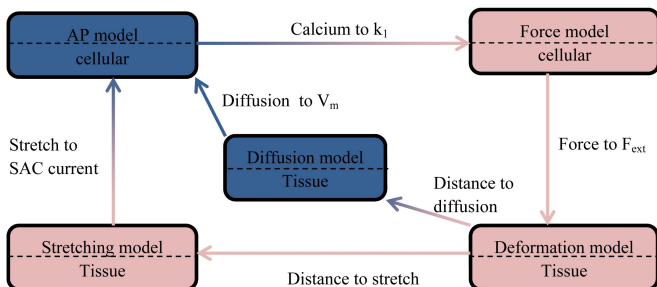 AP model
cellular
Calcium to k1
Force model
cellular
Diffusion to Vm
Stretch to
SAC current
Diffusion model
Tissue
Force to Fext
Distance to
diffusion
Stretching model
Tissue
Deformation model
Tissue
Distance to stretch